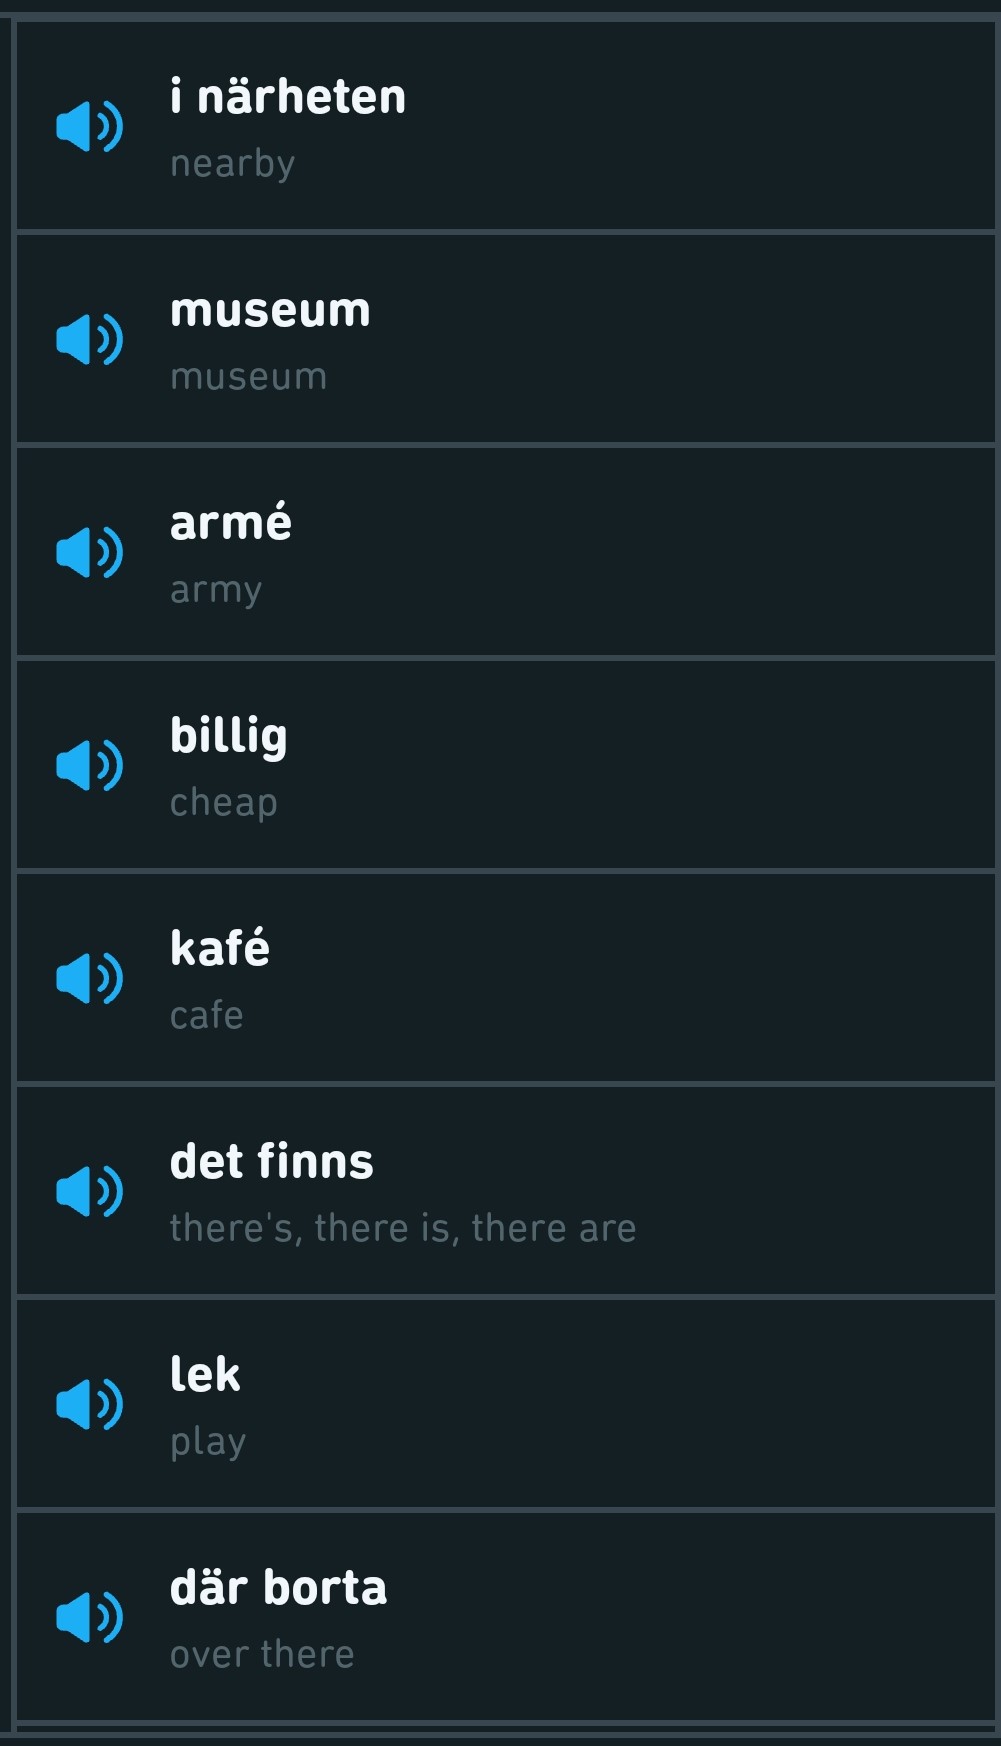 i närheten
nearby
museum
museum
armé
army
billig
cheap
kafé
cafe
det finns
there's, there is, there are
lek
play
där borta
over there